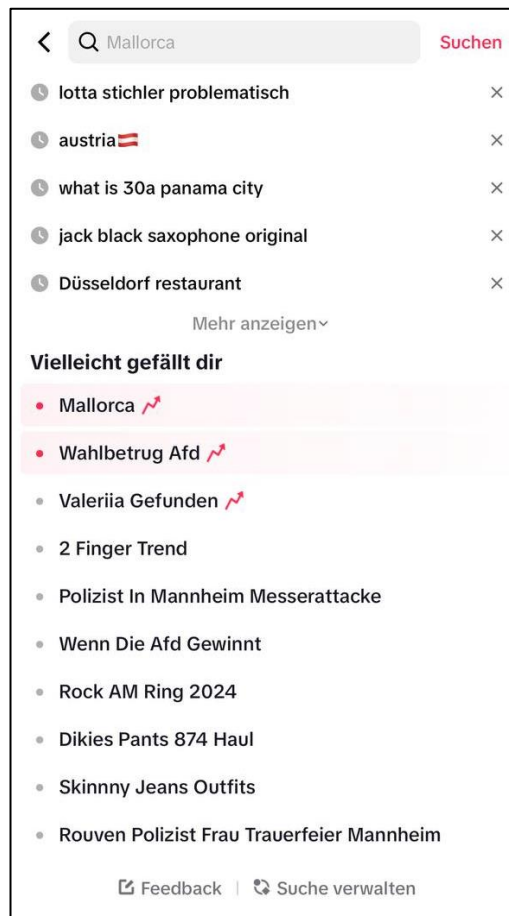 Mallorca Suchen
lotta stichler problematisch
austria🇦🇹
what is 30a panama city
jack black saxophone original
Düsseldorf restaurant
Mehr anzeigen
Vielleicht gefällt dir
Mallorca
Wahlbetrug Afd
Valeriia Gefunden
2 Finger Trend
Polizist In Mannheim Messerattacke
Wenn Die Afd Gewinnt
Rock AM Ring 2024
Dikies Pants 874 Haul
Skinnny Jeans Outfits
Rouven Polizist Frau Trauerfeier Mannheim
Feedback | Suche verwalten